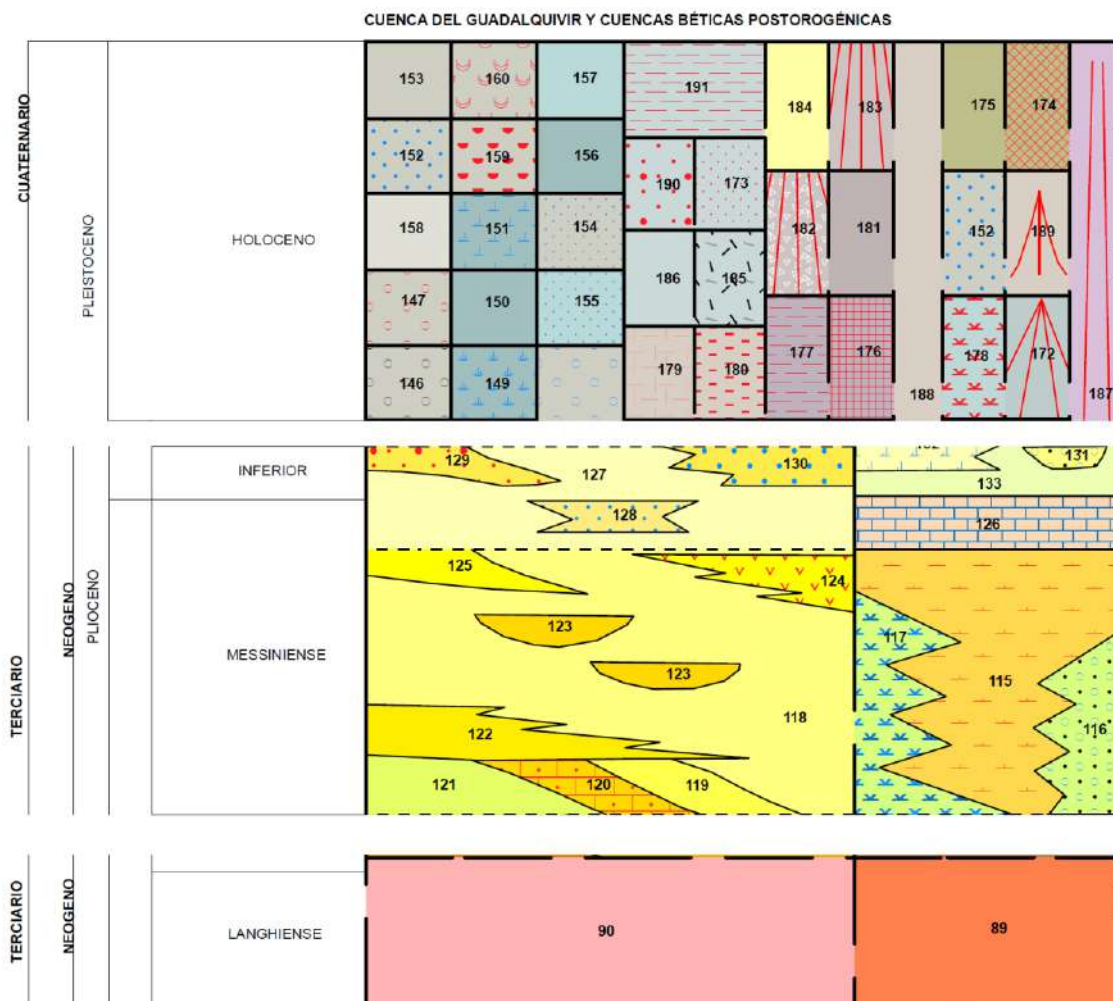 CUENCA DEL GUADALQUIVIR Y CUENCAS BÉTICAS POSTOROGÉNICAS
CUATERNARIO
PLEISTOCENO
HOLOCENO
153 160 157 191 184 183 175 174
152 159 156 190 173
158 151 154 182 181 152 189
147 150 155 186 185
146 149 179 180 177 176 188 178 172 187
TERCIARIO
NEOGENO
PLIOCENO
INFERIOR
129 127 130 131
133
128 126
MESSINIENSE
125 124
123 117
123 115
118
122 116
121 120 119
TERCIARIO
NEOGENO
LANGHIENSE
90 89